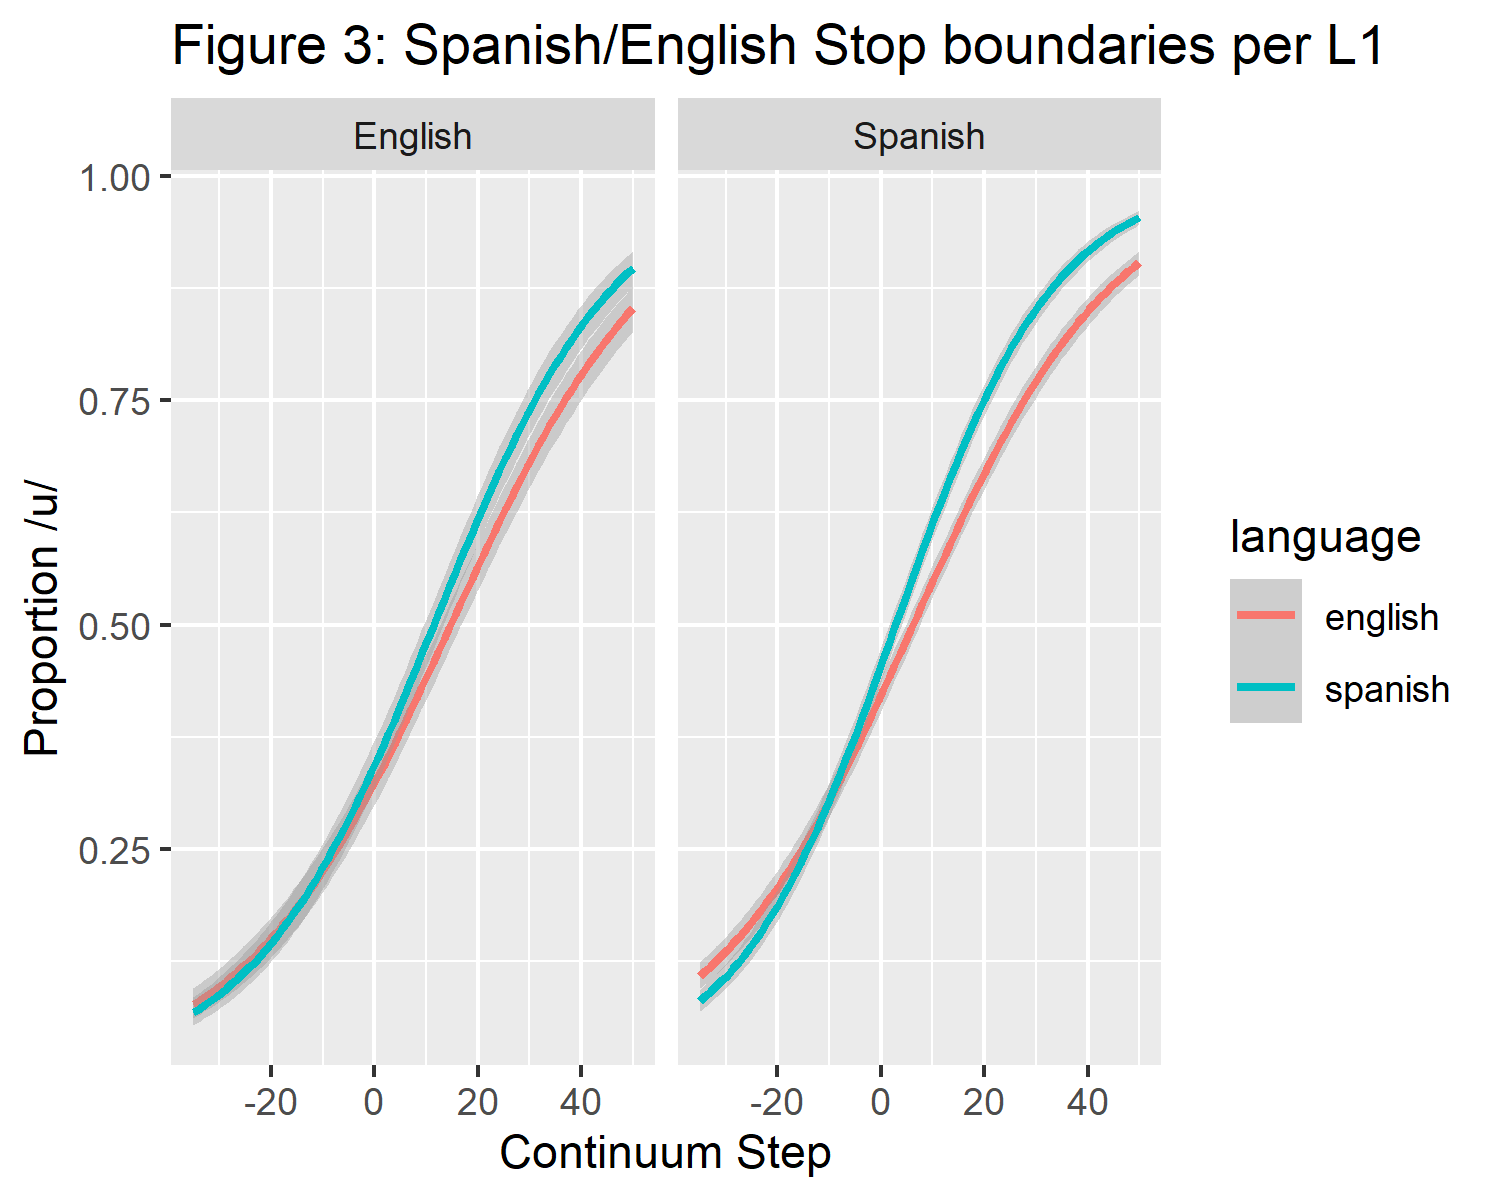 Figure 3: Spanish/English Stop boundaries per L1
English
Spanish
1.00
0.75
0.50
0.25
Proportion /u/
-20 0 20 40
-20 0 20 40
Continuum Step
language
english
spanish